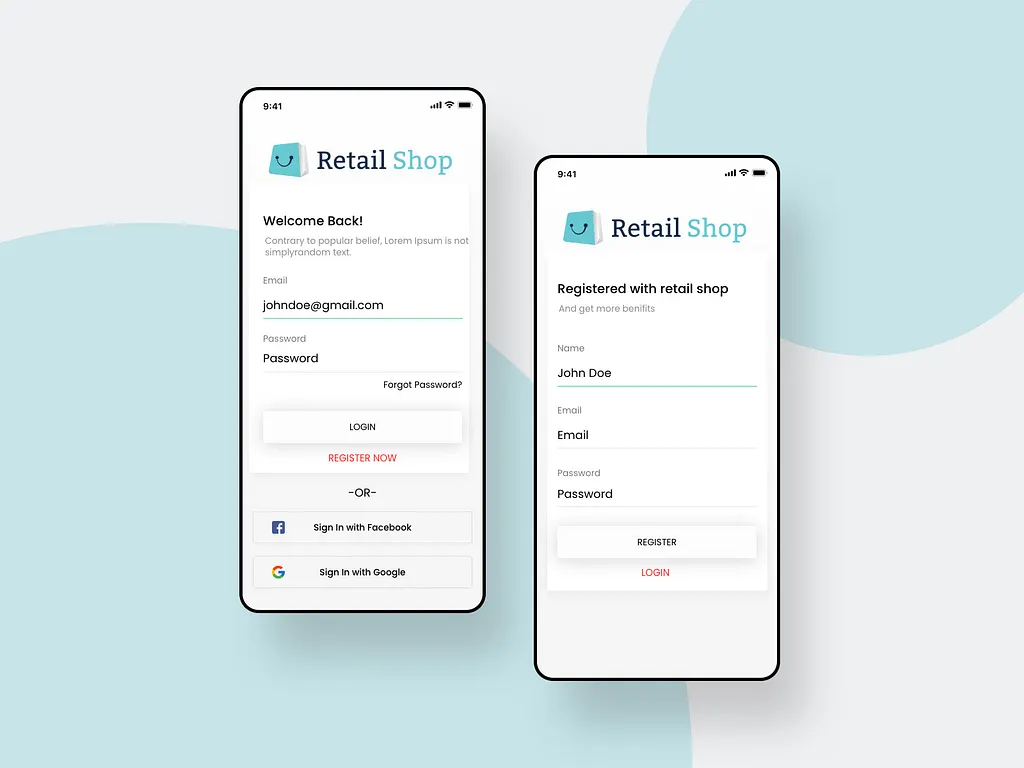 9:41
Retail Shop
Welcome Back!
Contrary to popular belief, Lorem Ipsum is not
simplyrandom text.
Email
johndoe@gmail.com
Password
Password
Forgot Password?
LOGIN
REGISTER NOW
-OR-
Sign In with Facebook
Sign In with Google
9:41
Retail Shop
Registered with retail shop
And get more benifits
Name
John Doe
Email
Email
Password
Password
REGISTER
LOGIN